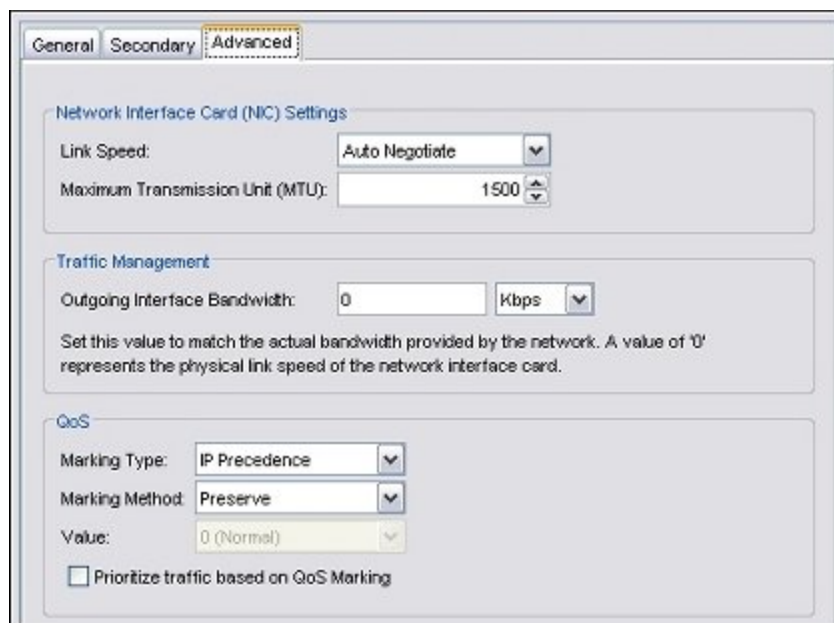 General Secondary Advanced
Network Interface Card (NIC) Settings
Link Speed: Auto Negotiate
Maximum Transmission Unit (MTU): 1500
Traffic Management
Outgoing Interface Bandwidth: 0 Kbps
Set this value to match the actual bandwidth provided by the network. A value of '0'
represents the physical link speed of the network interface card.
QoS
Marking Type: IP Precedence
Marking Method: Preserve
Value: 0 (Normal)
Prioritize traffic based on QoS Marking